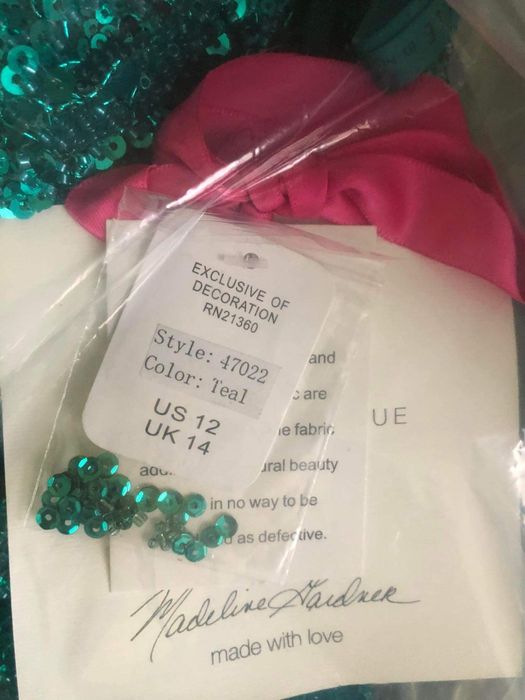 EXCLUSIVE OF
DECORATION
RN21360
Style: 47022
Color: Teal
US 12
UK 14
and
are
fabric
UE
ural beauty
in no way to be
as defective.
Madeline Gardner
made with love